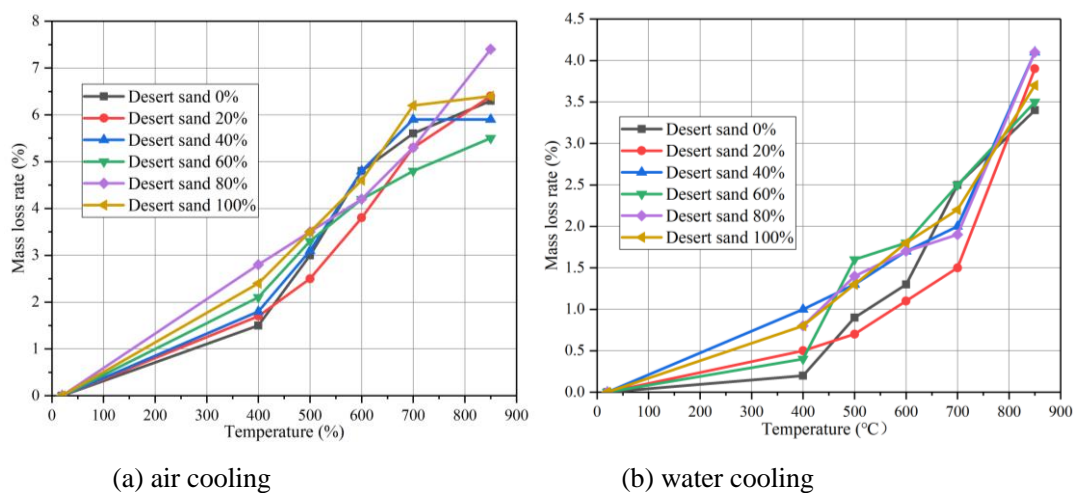 8
7
6
5
4
3
2
1
0
Mass loss rate (%)
Desert sand 0%
Desert sand 20%
Desert sand 40%
Desert sand 60%
Desert sand 80%
Desert sand 100%
0 100 200 300 400 500 600 700 800 900
Temperature (%)
(a) air cooling
4.5
4.0
3.5
3.0
2.5
2.0
1.5
1.0
0.5
0.0
Mass loss rate (%)
Desert sand 0%
Desert sand 20%
Desert sand 40%
Desert sand 60%
Desert sand 80%
Desert sand 100%
0 100 200 300 400 500 600 700 800 900
Temperature (℃)
(b) water cooling